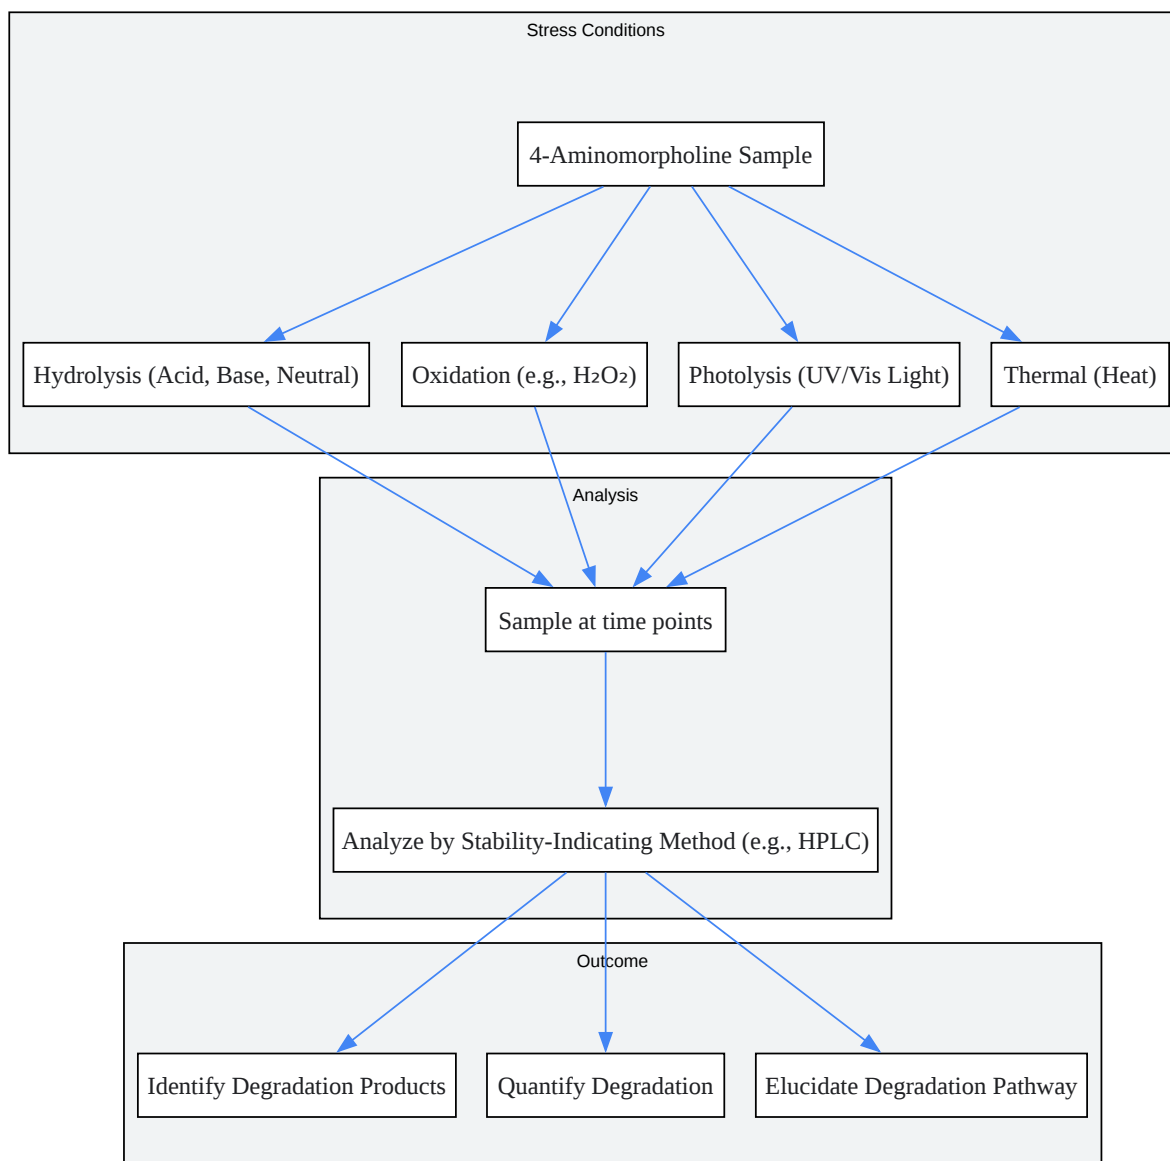 Stress Conditions
4-Aminomorpholine Sample
Hydrolysis (Acid, Base, Neutral)
Oxidation (e.g., H₂O₂)
Photolysis (UV/Vis Light)
Thermal (Heat)
Analysis
Sample at time points
Analyze by Stability-Indicating Method (e.g., HPLC)
Outcome
Identify Degradation Products
Quantify Degradation
Elucidate Degradation Pathway